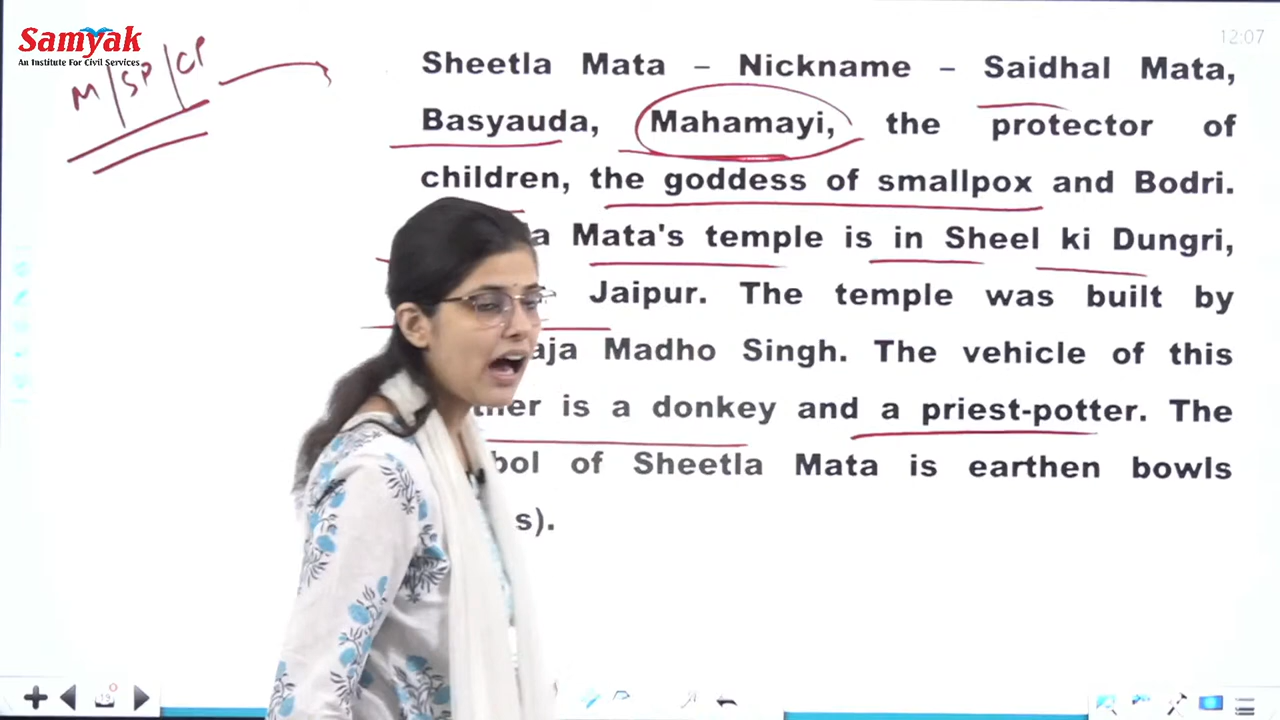 Samyak
An Institute For Civil Services
M/SP/CP
12:07
Sheetla Mata – Nickname – Saidhal Mata,
Basyauda, Mahamayi, the protector of
children, the goddess of smallpox and Bodri.
Mata's temple is in Sheel ki Dungri,
Jaipur. The temple was built by
Madho Singh. The vehicle of this
is a donkey and a priest-potter. The
of Sheetla Mata is earthen bowls
s).
19